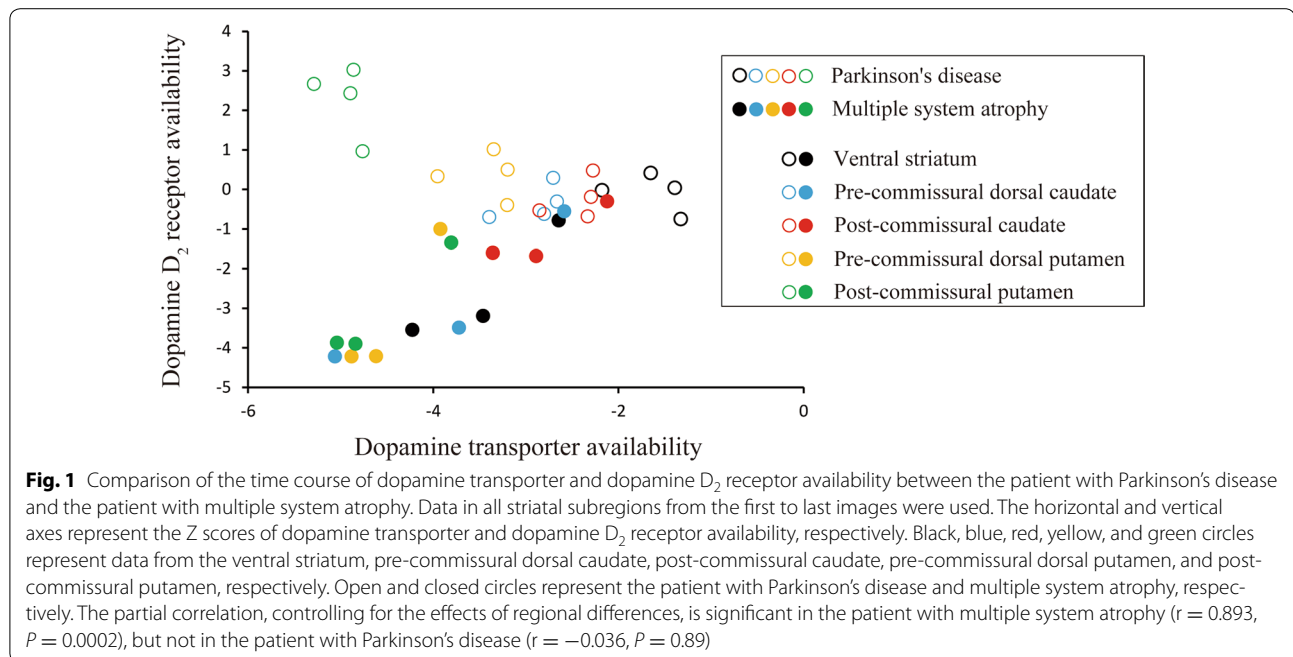 4
3
2
1
0
-1
-2
-3
-4
-5
Dopamine D₂ receptor availability
-6
-4
-2
0
Dopamine transporter availability
Parkinson's disease
Multiple system atrophy
Ventral striatum
Pre-commissural dorsal caudate
Post-commissural caudate
Pre-commissural dorsal putamen
Post-commissural putamen
Fig. 1 Comparison of the time course of dopamine transporter and dopamine D₂ receptor availability between the patient with Parkinson’s disease
and the patient with multiple system atrophy. Data in all striatal subregions from the first to last images were used. The horizontal and vertical
axes represent the Z scores of dopamine transporter and dopamine D₂ receptor availability, respectively. Black, blue, red, yellow, and green circles
represent data from the ventral striatum, pre-commissural dorsal caudate, post-commissural caudate, pre-commissural dorsal putamen, and post-
commissural putamen, respectively. Open and closed circles represent the patient with Parkinson’s disease and multiple system atrophy, respec-
tively. The partial correlation, controlling for the effects of regional differences, is significant in the patient with multiple system atrophy (r = 0.893,
P = 0.0002), but not in the patient with Parkinson’s disease (r = −0.036, P = 0.89)